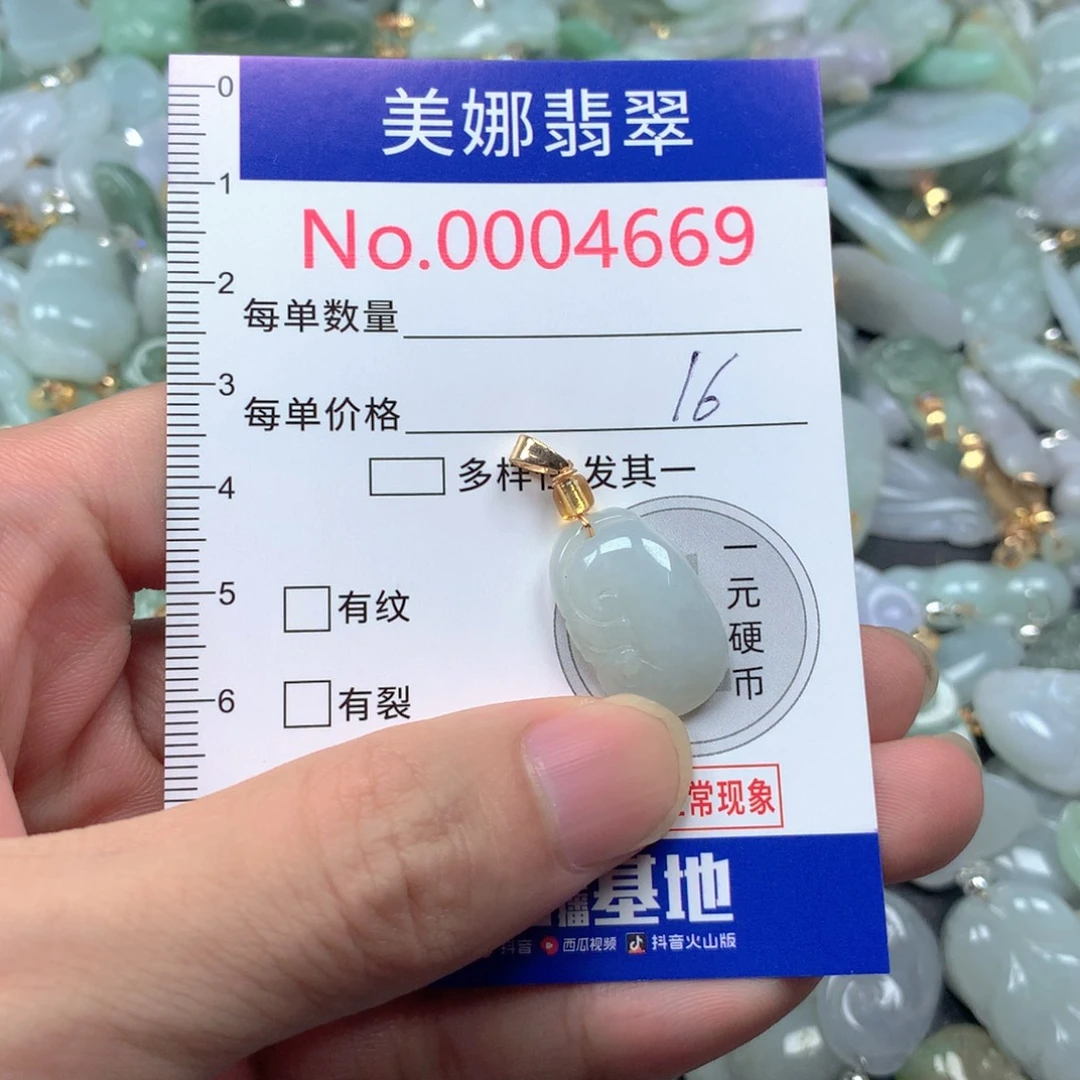 0
美娜翡翠
1
No.0004669
2
每单数量
3
每单价格 16
4
多样 发其一
一元硬币
5
有纹
6
有裂
常现象
播基地
抖音 西瓜视频 抖音火山版